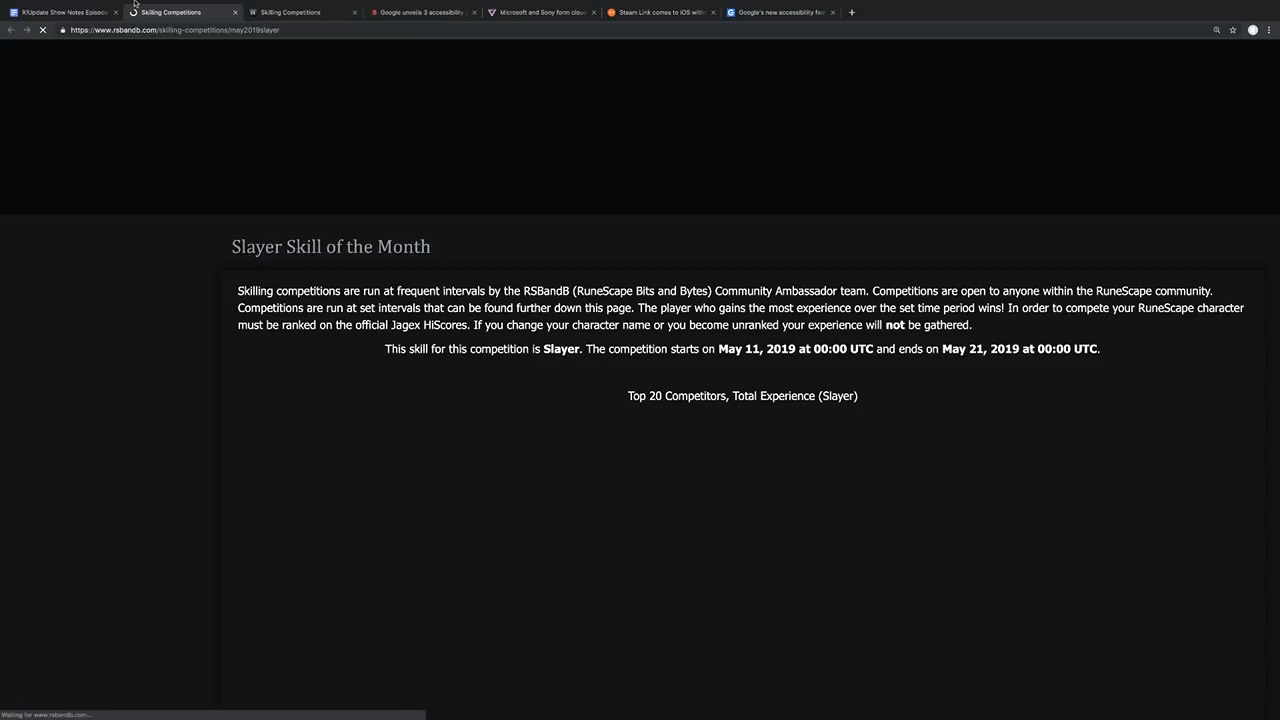 R!Update Show Notes Episode
Skilling Competitions
Skilling Competitions
Google unveils 3 accessibility
Microsoft and Sony form clou
Steam Link comes to iOS with
Google's new accessibility fea
https://www.rsbandb.com/skilling-competitions/may2019slayer
Slayer Skill of the Month
Skilling competitions are run at frequent intervals by the RSBandB (RuneScape Bits and Bytes) Community Ambassador team. Competitions are open to anyone within the RuneScape community.
Competitions are run at set intervals that can be found further down this page. The player who gains the most experience over the set time period wins! In order to compete your RuneScape character
must be ranked on the official Jagex HiScores. If you change your character name or you become unranked your experience will not be gathered.
This skill for this competition is Slayer. The competition starts on May 11, 2019 at 00:00 UTC and ends on May 21, 2019 at 00:00 UTC.
Top 20 Competitors, Total Experience (Slayer)
Waiting for www.rsbandb.com...